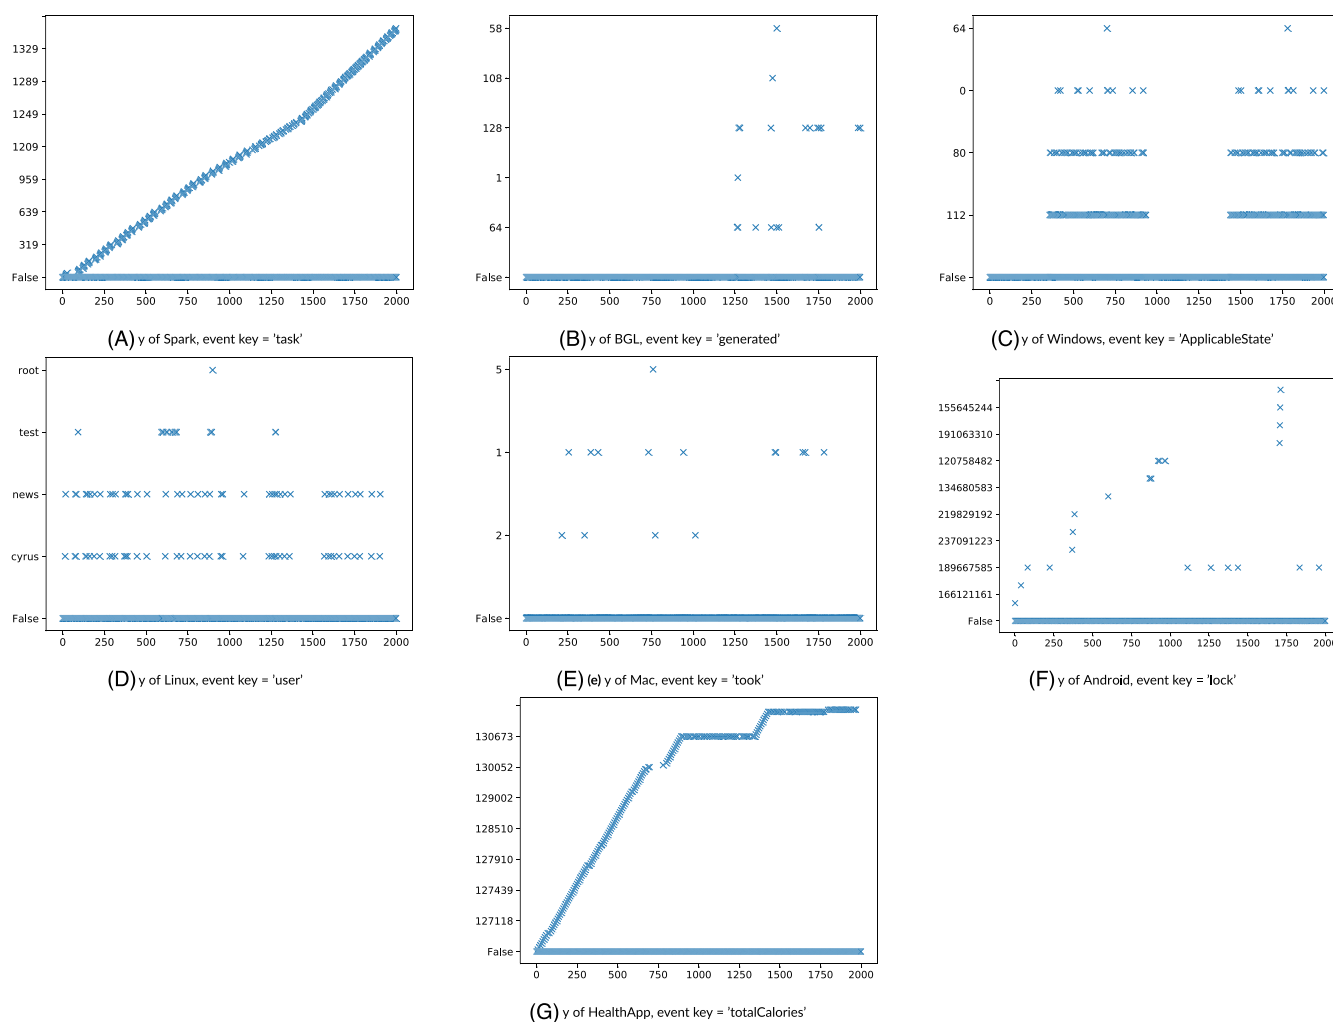 1329
1289
1249
1209
959
639
319
False
0 250 500 750 1000 1250 1500 1750 2000
(A) y of Spark, event key = 'task'
58
108
128
1
64
False
0 250 500 750 1000 1250 1500 1750 2000
(B) y of BGL, event key = 'generated'
64
0
80
112
False
0 250 500 750 1000 1250 1500 1750 2000
(C) y of Windows, event key = 'ApplicableState'
root
test
news
cyrus
False
0 250 500 750 1000 1250 1500 1750 2000
(D) y of Linux, event key = 'user'
5
1
2
False
0 250 500 750 1000 1250 1500 1750 2000
(E) (e) y of Mac, event key = 'took'
155645244
191063310
120758482
134680583
219829192
237091223
189667585
166121161
False
0 250 500 750 1000 1250 1500 1750 2000
(F) y of Android, event key = 'lock'
130673
130052
129002
128510
127910
127439
127118
False
0 250 500 750 1000 1250 1500 1750 2000
(G) y of HealthApp, event key = 'totalCalories'